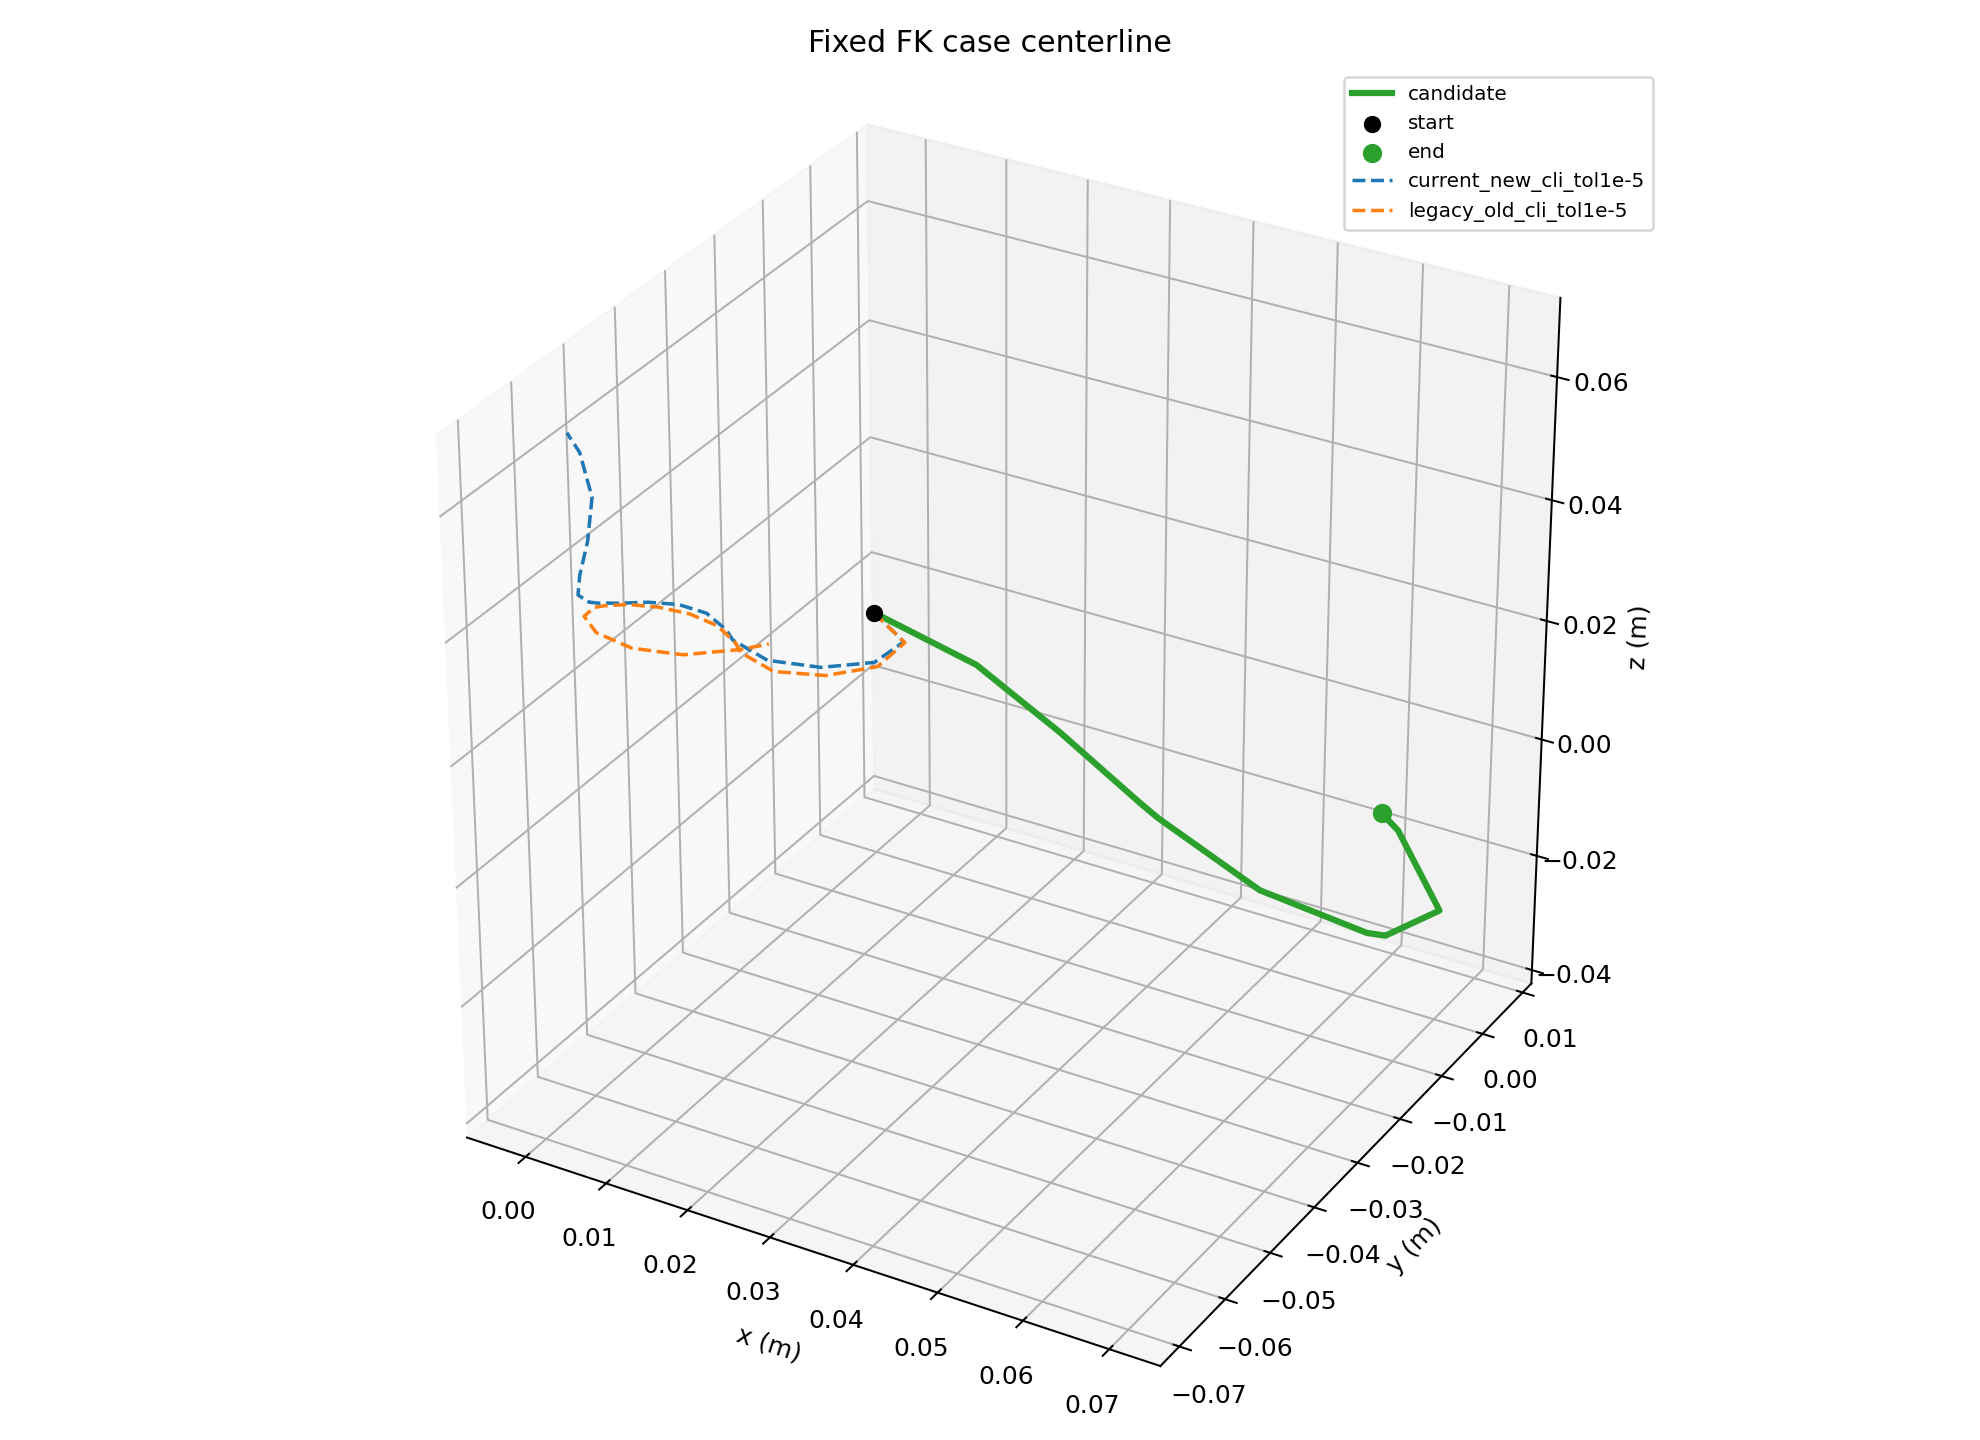 Fixed FK case centerline
candidate
start
end
current_new_cli_tol1e-5
legacy_old_cli_tol1e-5
0.06
0.04
0.02
0.00
−0.02
−0.04
z (m)
0.01
0.00
−0.01
−0.02
−0.03
−0.04
−0.05
−0.06
−0.07
y (m)
0.00
0.01
0.02
0.03
0.04
0.05
0.06
0.07
x (m)